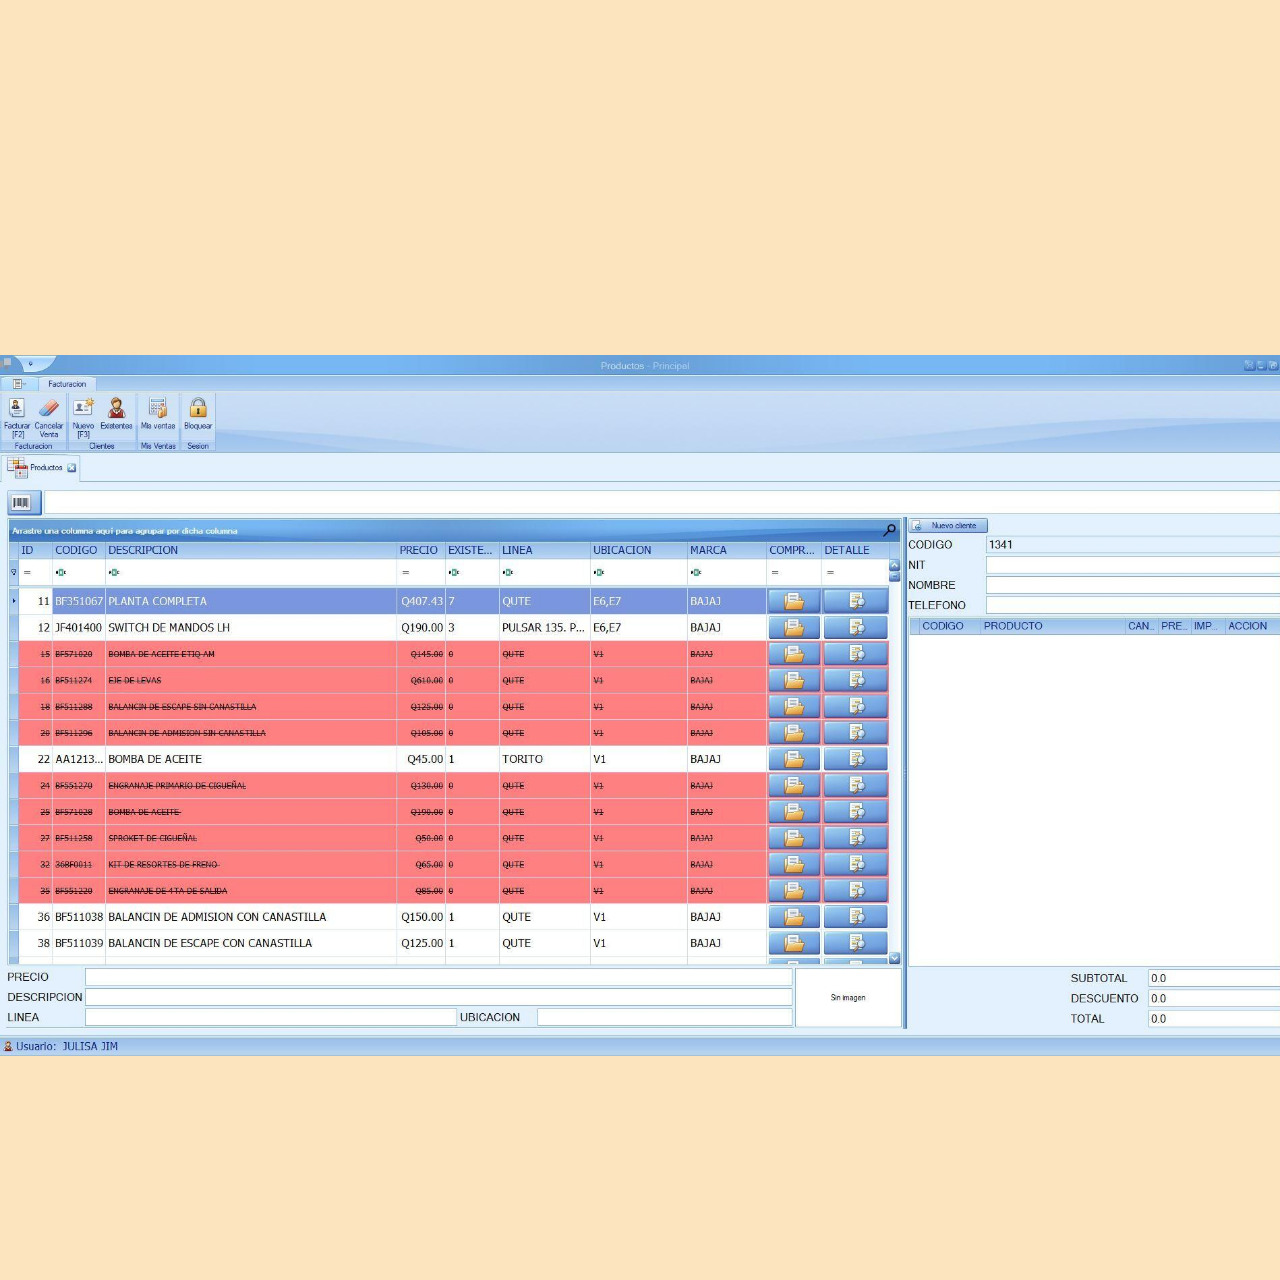 Productos - Principel
Facturacion
Facturar [F2] Cancelar Venta Nuevo [F3] Existentes Mis ventas Bloquear
Facturacion Clientes Mis Ventas Sesion
Productos
Arrastre una columna aqui para agrupar por dicha columna
ID CODIGO DESCRIPCION PRECIO EXISTE... LINEA UBICACION MARCA COMPR... DETALLE
= = = =
11 BF351067 PLANTA COMPLETA Q407.43 7 QUTE E6,E7 BAJAJ
12 JF401400 SWITCH DE MANDOS LH Q190.00 3 PULSAR 135. P... E6,E7 BAJAJ
15 BF571020 BOMBA DE ACEITE ETIQ AM Q145.00 0 QUTE V1 BAJAJ
16 BF511274 EJE DE LEVAS Q610.00 0 QUTE V1 BAJAJ
18 BF511288 BALANCIN DE ESCAPE SIN CANASTILLA Q125.00 0 QUTE V1 BAJAJ
20 BF511296 BALANCIN DE ADMISION SIN CANASTILLA Q105.00 0 QUTE V1 BAJAJ
22 AA1213... BOMBA DE ACEITE Q45.00 1 TORITO V1 BAJAJ
24 BF551270 ENGRANAJE PRIMARIO DE CIGUEÑAL Q130.00 0 QUTE V1 BAJAJ
25 BF571028 BOMBA DE ACEITE Q190.00 0 QUTE V1 BAJAJ
27 BF511258 SPROKET DE CIGUEÑAL Q50.00 0 QUTE V1 BAJAJ
32 36BF0011 KIT DE RESORTES DE FRENO Q65.00 0 QUTE V1 BAJAJ
35 BF551220 ENGRANAJE DE 4TA DE SALIDA Q85.00 0 QUTE V1 BAJAJ
36 BF511038 BALANCIN DE ADMISION CON CANASTILLA Q150.00 1 QUTE V1 BAJAJ
38 BF511039 BALANCIN DE ESCAPE CON CANASTILLA Q125.00 1 QUTE V1 BAJAJ
PRECIO
DESCRIPCION
LINEA UBICACION
Sin imagen
Nuevo cliente
CODIGO 1341
NIT
NOMBRE
TELEFONO
CODIGO PRODUCTO CAN... PRE... IMP... ACCION
SUBTOTAL 0.0
DESCUENTO 0.0
TOTAL 0.0
Usuario: JULISA JIM